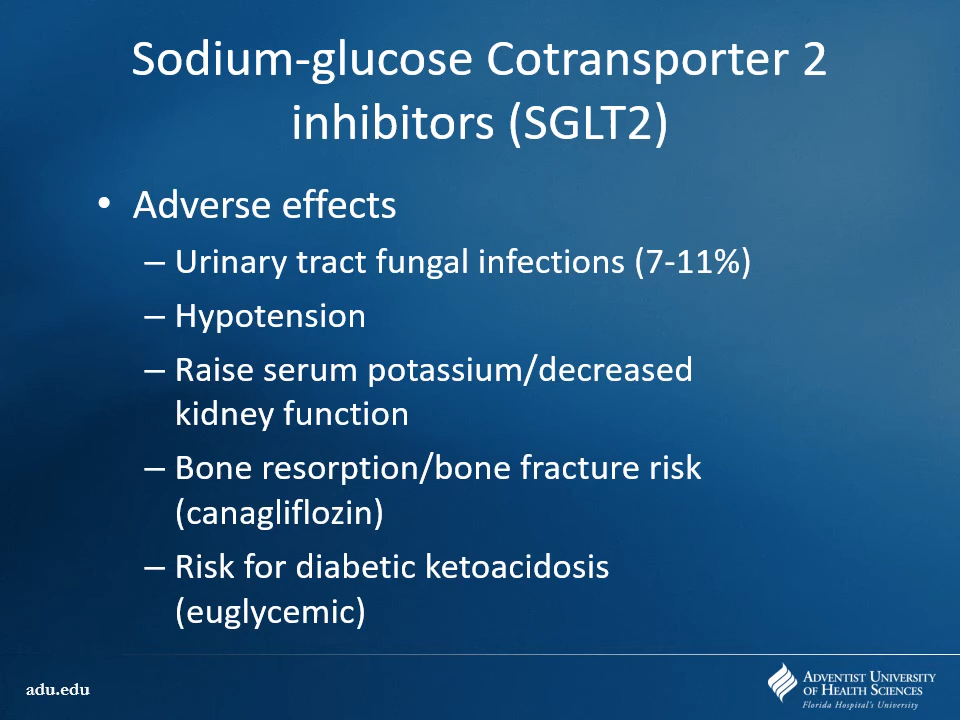 Sodium-glucose Cotransporter 2
inhibitors (SGLT2)
• Adverse effects
– Urinary tract fungal infections (7-11%)
– Hypotension
– Raise serum potassium/decreased
kidney function
– Bone resorption/bone fracture risk
(canagliflozin)
– Risk for diabetic ketoacidosis
(euglycemic)
adu.edu
ADVENTIST UNIVERSITY
OF HEALTH SCIENCES
Florida Hospital's University